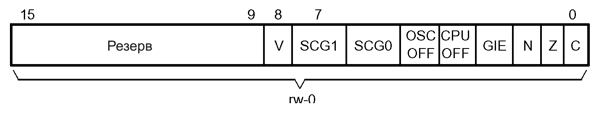 15 9 8 7 0
Резерв V SCG1 SCG0 OSC OFF CPU OFF GIE N Z C
rw-0